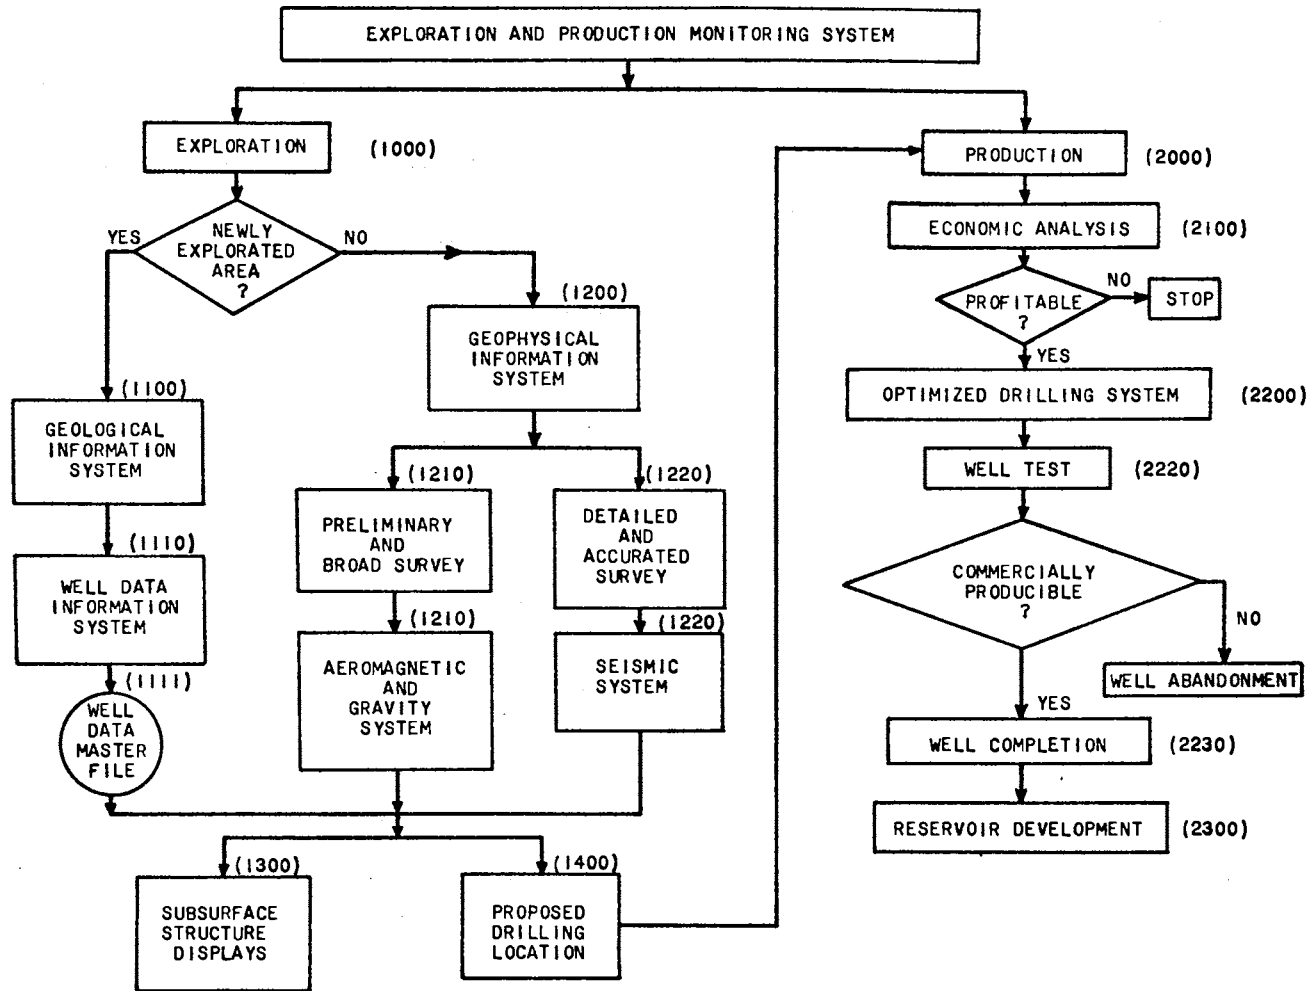 EXPLORATION AND PRODUCTION MONITORING SYSTEM
EXPLORATION
(1000)
NEWLY
EXPLORATED
AREA
?
YES
NO
(1100)
GEOLOGICAL
INFORMATION
SYSTEM
(1110)
WELL DATA
INFORMATION
SYSTEM
(1111)
WELL
DATA
MASTER
FILE
(1200)
GEOPHYSICAL
INFORMATION
SYSTEM
(1210)
PRELIMINARY
AND
BROAD SURVEY
(1210)
AEROMAGNETIC
AND
GRAVITY
SYSTEM
(1220)
DETAILED
AND
ACCURATED
SURVEY
(1220)
SEISMIC
SYSTEM
(1300)
SUBSURFACE
STRUCTURE
DISPLAYS
(1400)
PROPOSED
DRILLING
LOCATION
PRODUCTION
(2000)
ECONOMIC ANALYSIS
(2100)
PROFITABLE
?
NO
STOP
YES
OPTIMIZED DRILLING SYSTEM
(2200)
WELL TEST
(2220)
COMMERCIALLY
PRODUCIBLE
?
NO
WELL ABANDONMENT
YES
WELL COMPLETION
(2230)
RESERVOIR DEVELOPMENT
(2300)